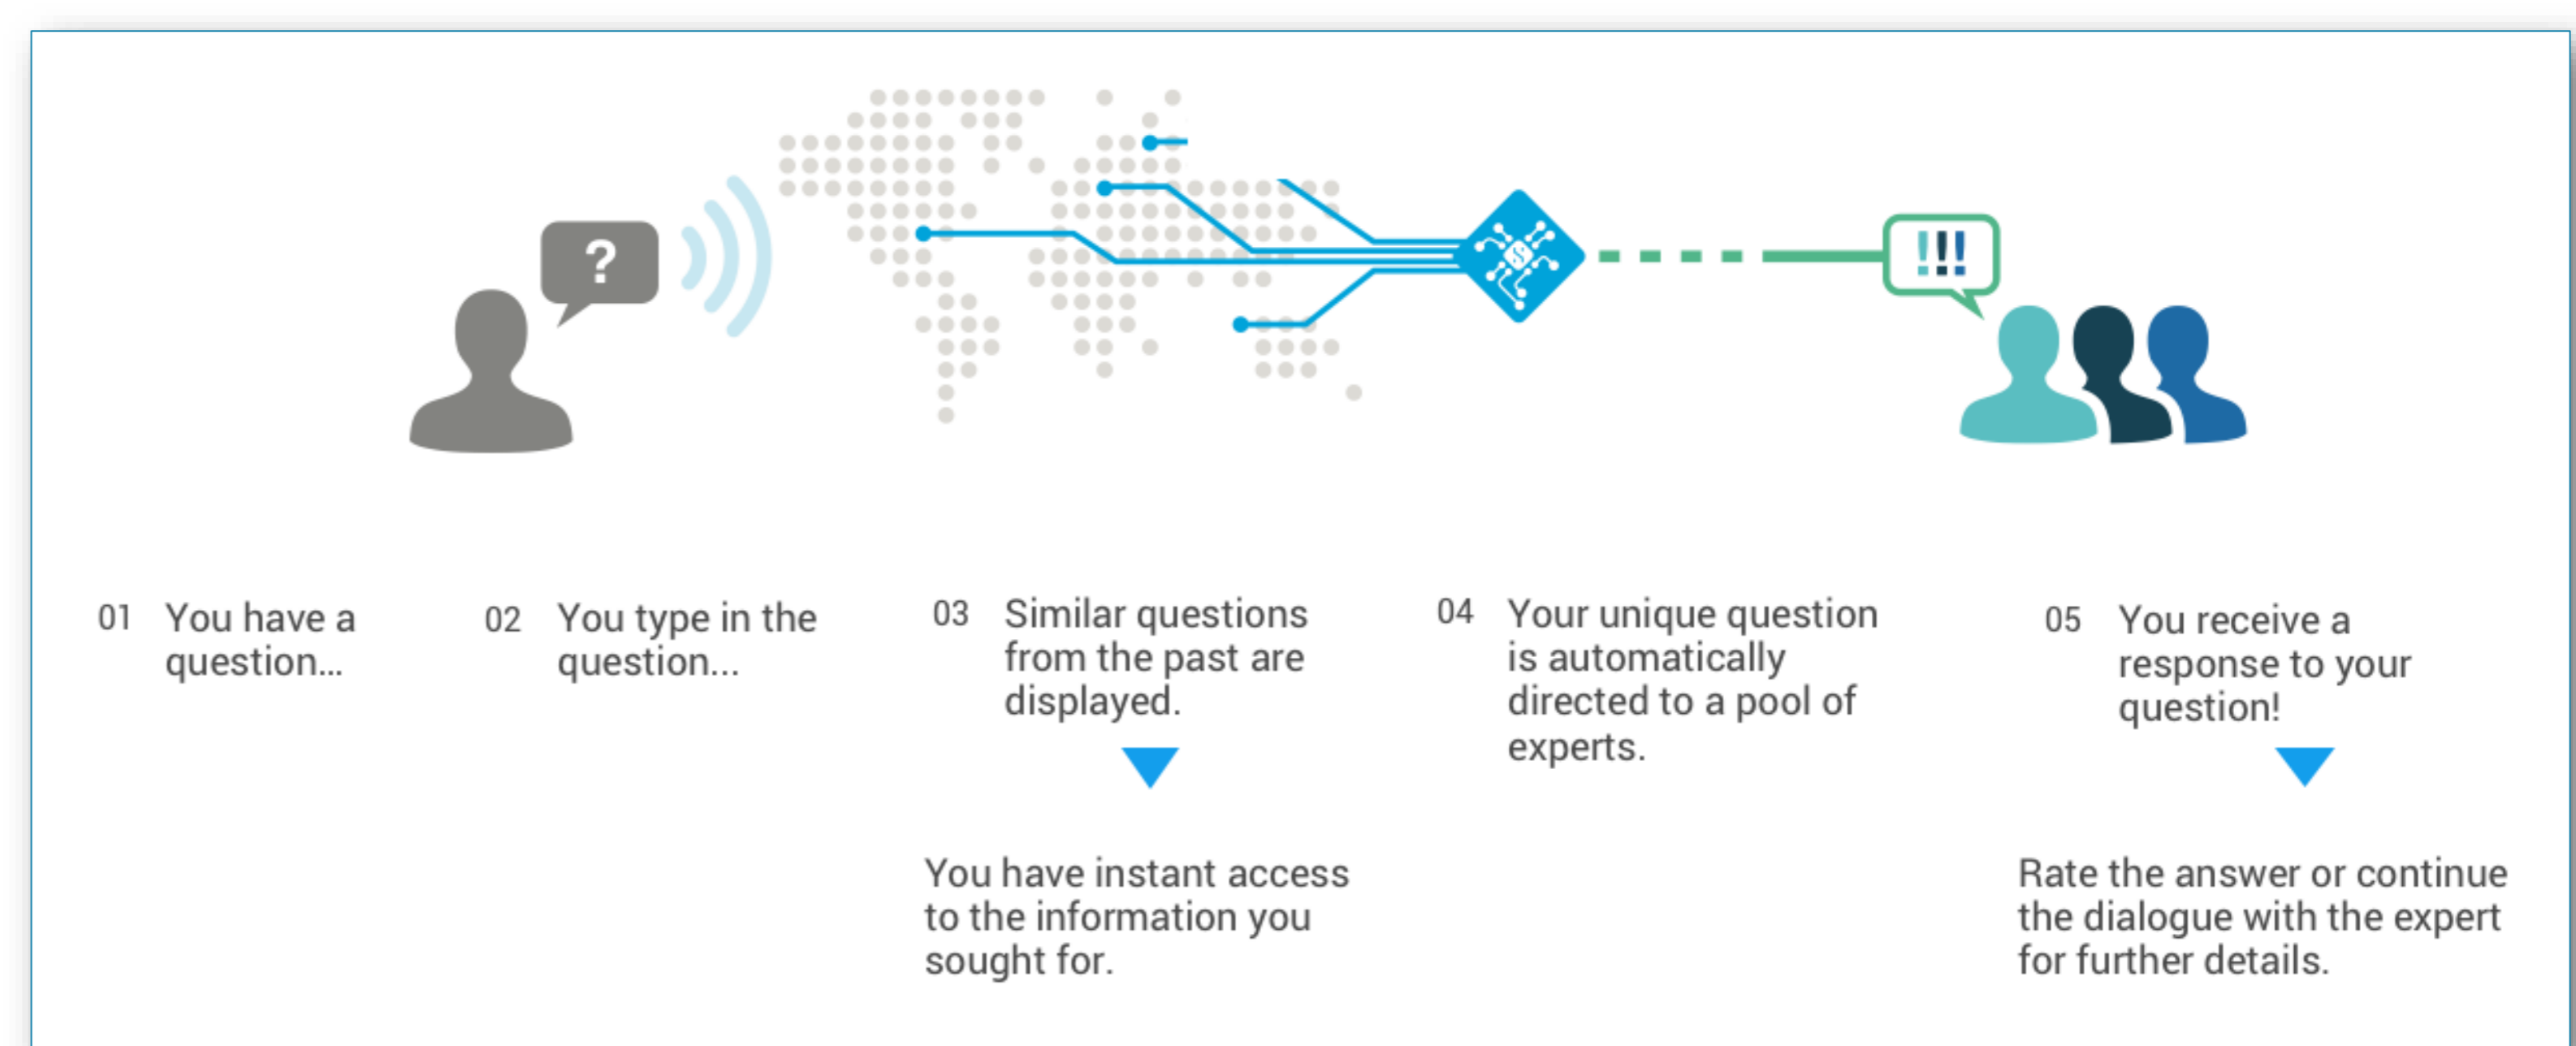 ?
!!!
01 You have a
question...
02 You type in the
question...
03 Similar questions
from the past are
displayed.
You have instant access
to the information you
sought for.
04 Your unique question
is automatically
directed to a pool of
experts.
05 You receive a
response to your
question!
Rate the answer or continue
the dialogue with the expert
for further details.